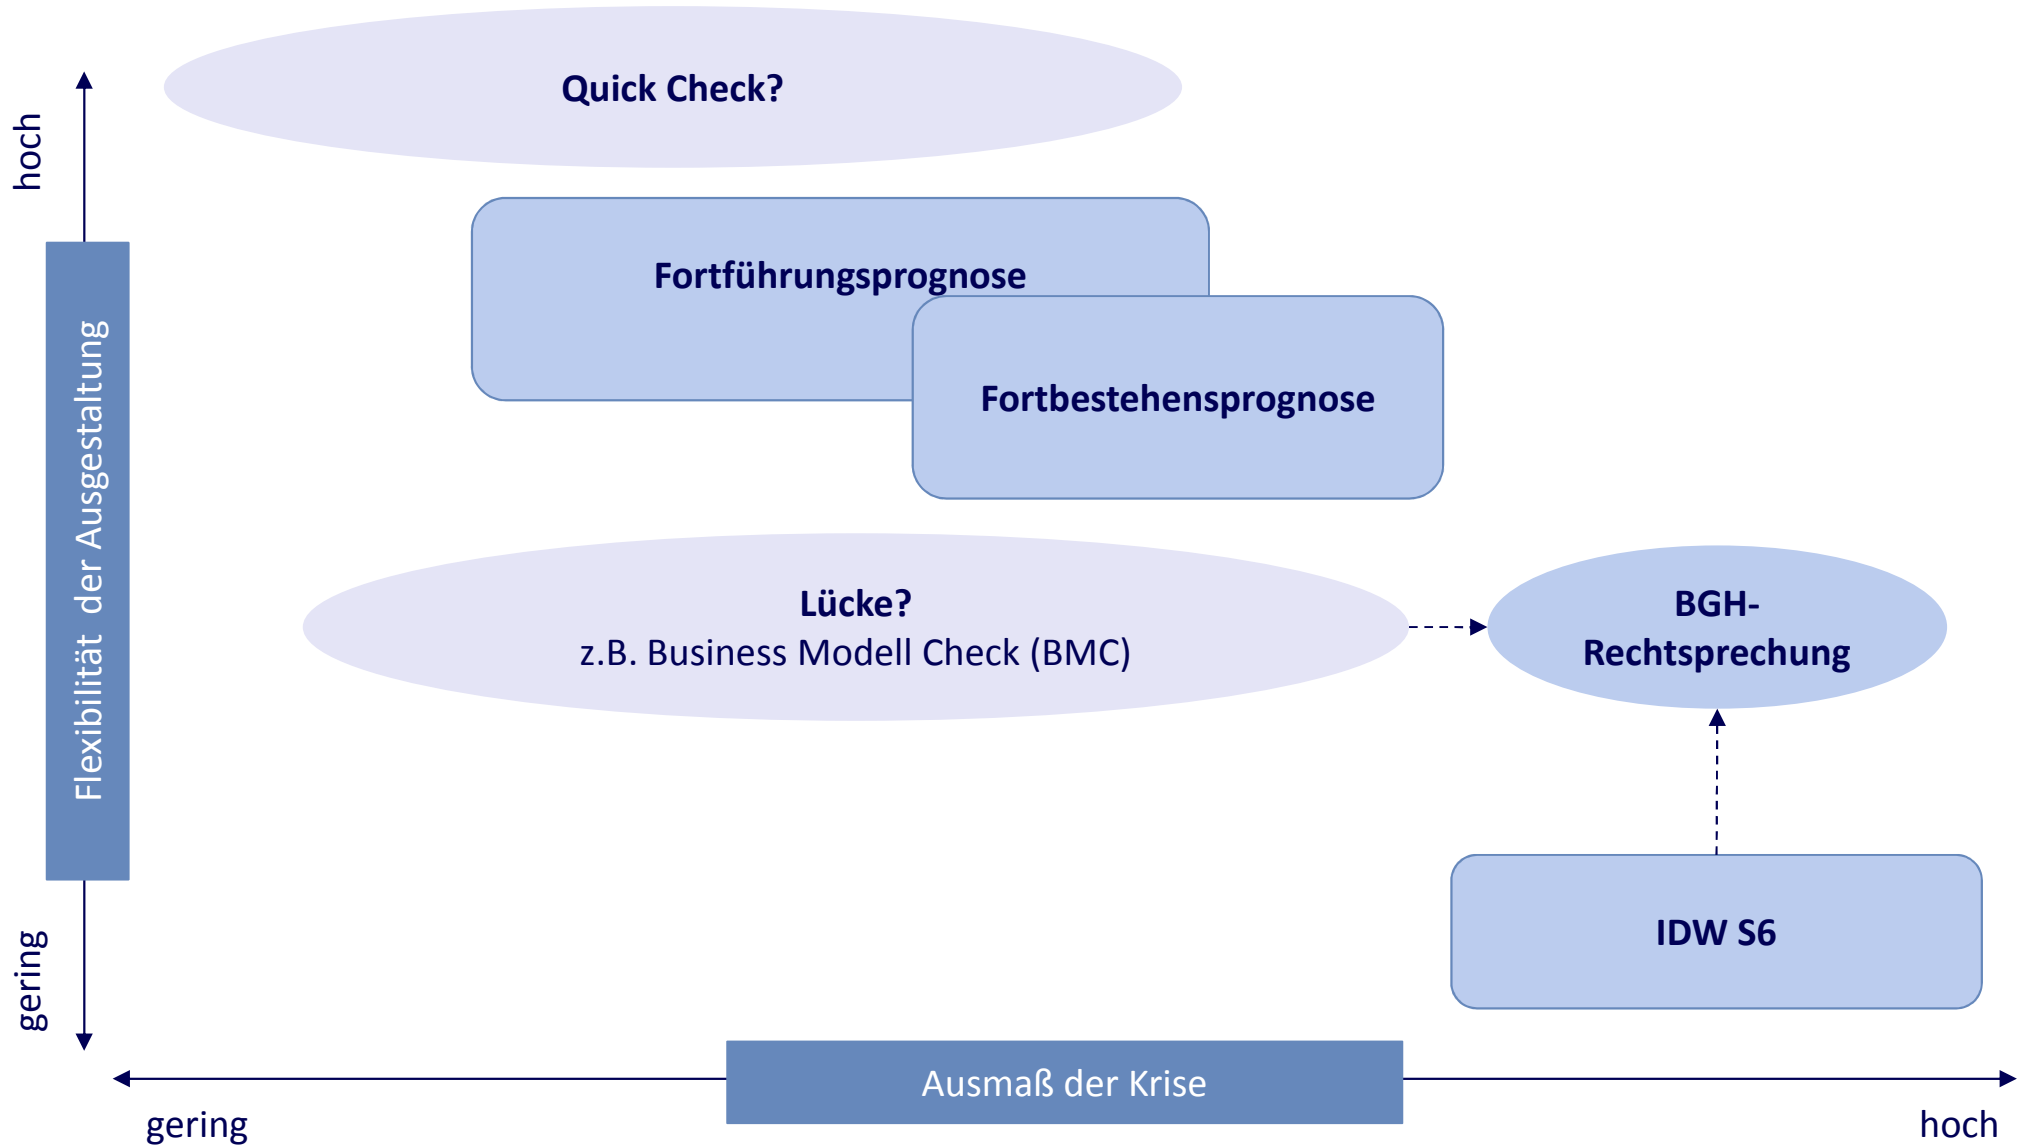 Quick Check?
hoch
Fortführungsprognose
Fortbestehensprognose
Flexibilität der Ausgestaltung
Lücke?
z.B. Business Modell Check (BMC)
BGH-
Rechtsprechung
IDW S6
gering
Ausmaß der Krise
gering
hoch